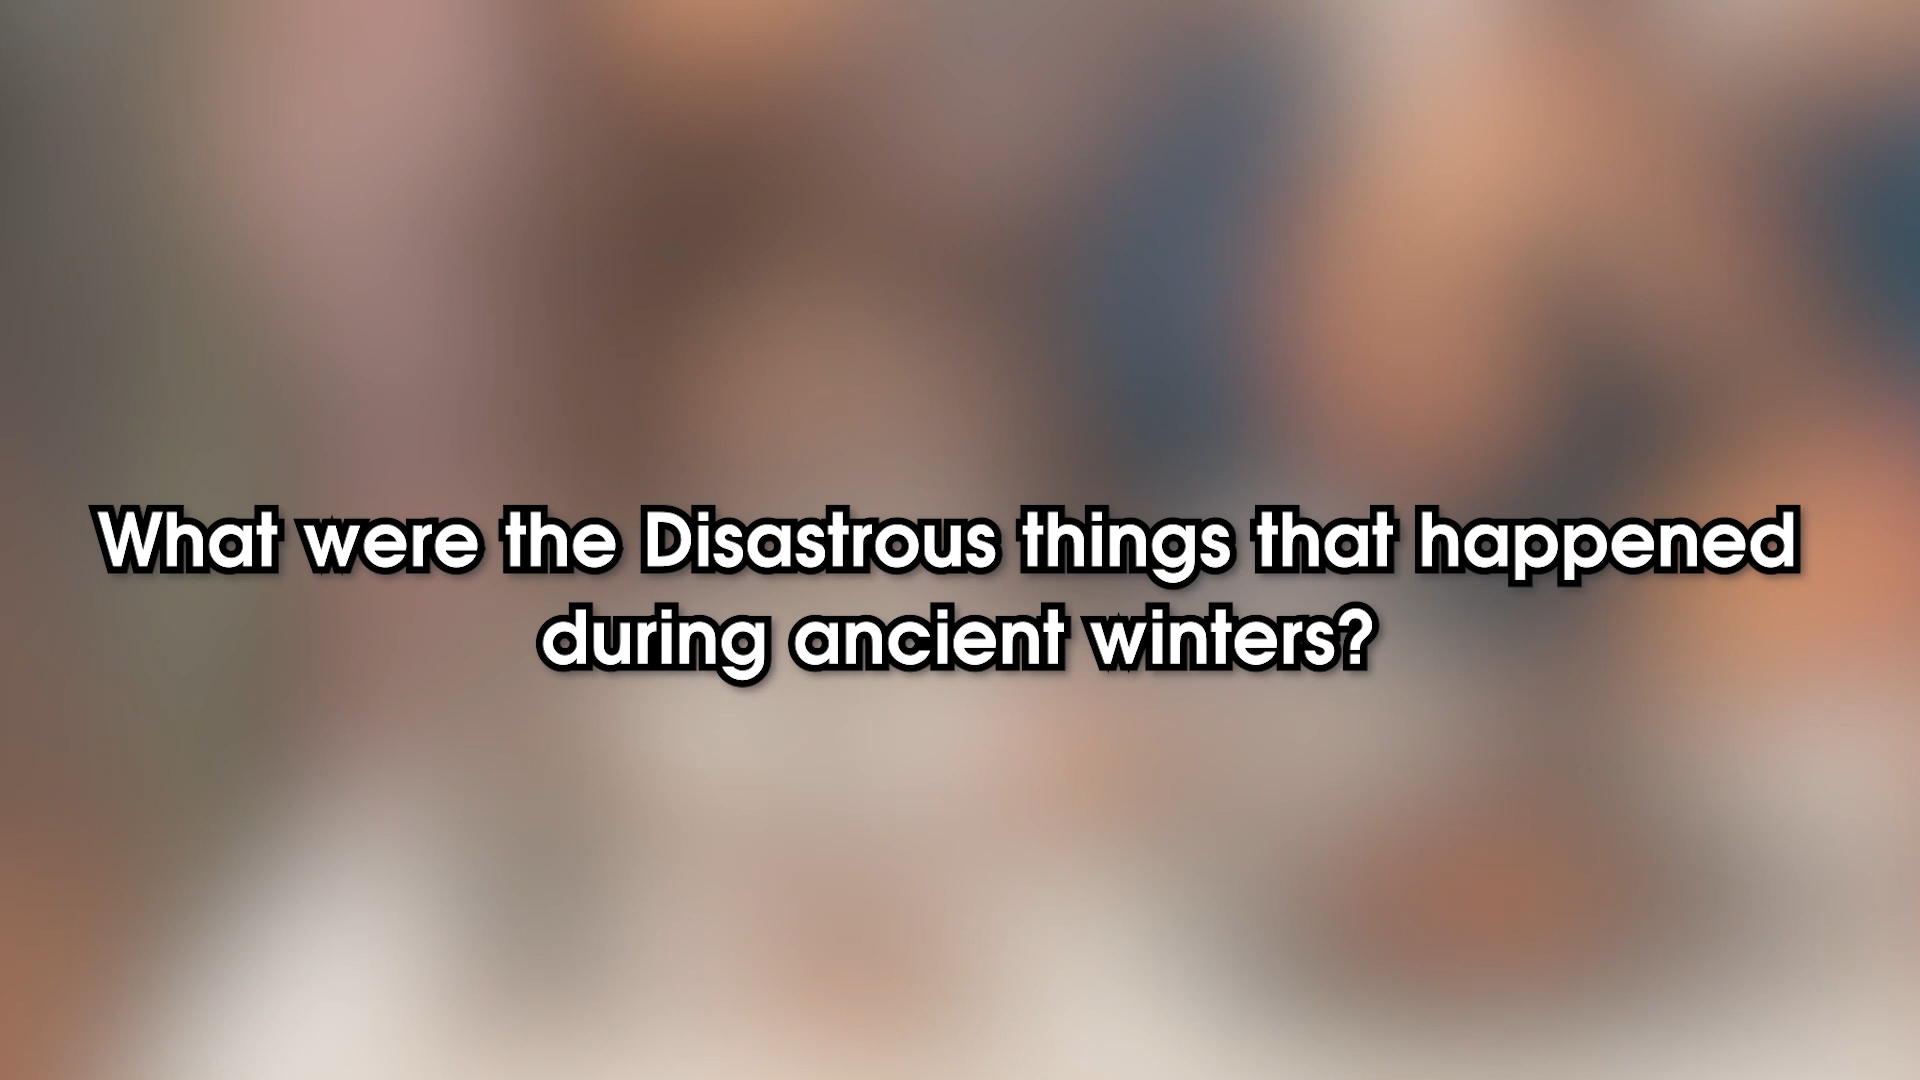 What were the Disastrous things that happened
during ancient winters?